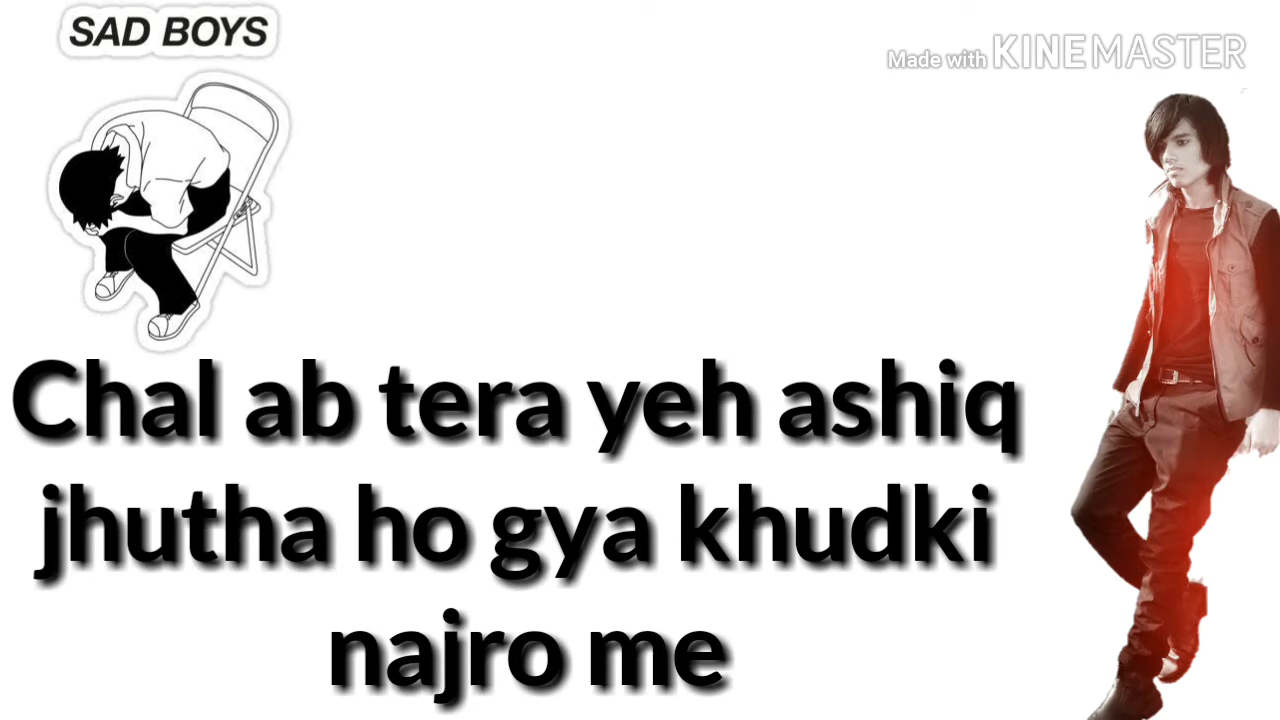 SAD BOYS
Made with KINEMASTER
Chal ab tera yeh ashiq
jhutha ho gya khudki
najro me